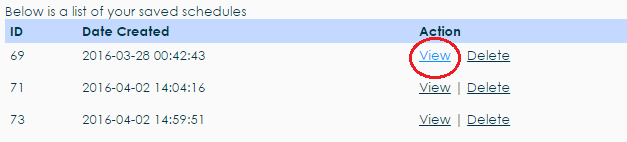 Below is a list of your saved schedules
ID Date Created Action
69 2016-03-28 00:42:43 View | Delete
71 2016-04-02 14:04:16 View | Delete
73 2016-04-02 14:59:51 View | Delete